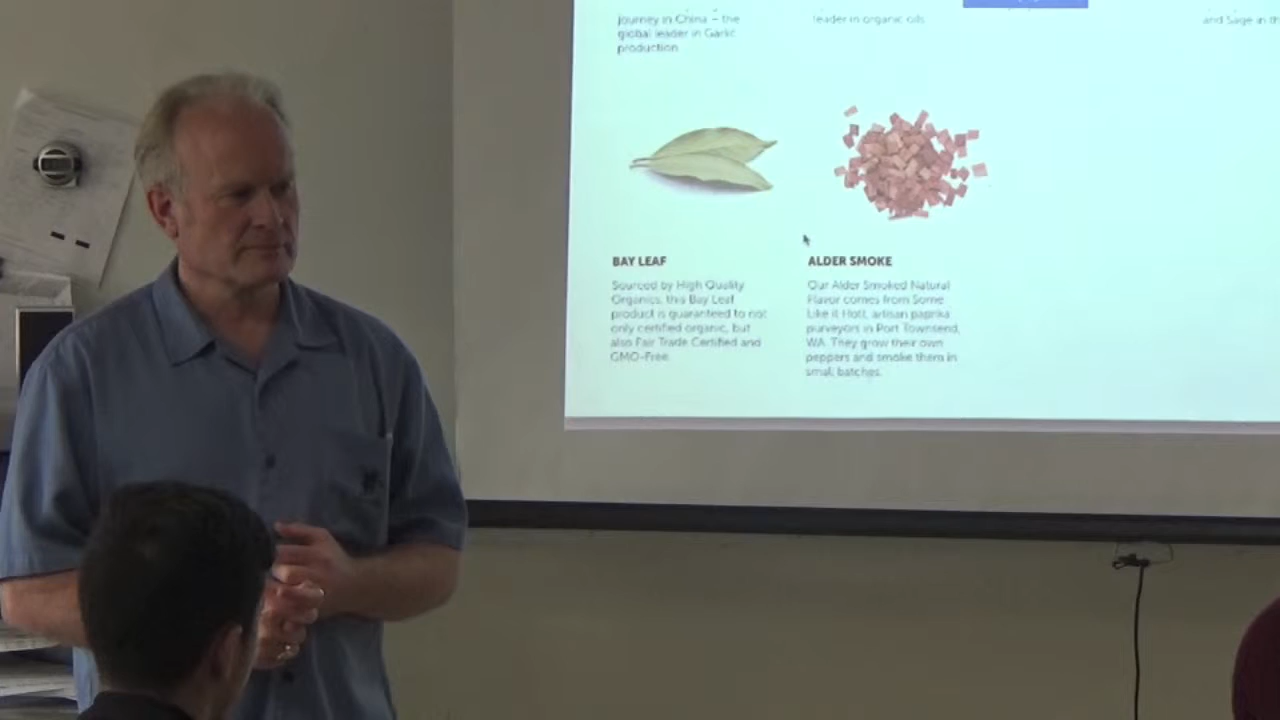 journey in China – the
global leader in Garlic
production.
leader in organic oils.
and Sage in th
BAY LEAF
Sourced by High Quality
Organics, this Bay Leaf
product is guaranteed to not
only certified organic, but
also Fair Trade Certified and
GMO-Free.
ALDER SMOKE
Our Alder Smoked Natural
Flavor comes from Some
Like it Hott, artisan paprika
purveyors in Port Townsend,
WA. They grow their own
peppers and smoke them in
small batches.